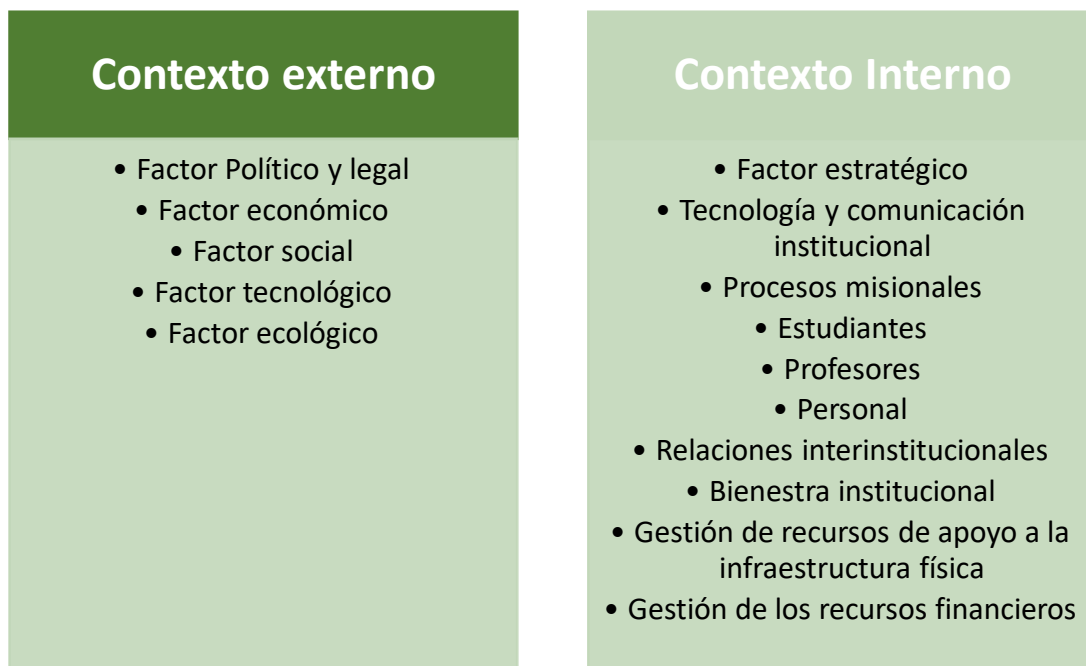 Contexto externo
• Factor Político y legal
• Factor económico
• Factor social
• Factor tecnológico
• Factor ecológico
Contexto Interno
• Factor estratégico
• Tecnología y comunicación
institucional
• Procesos misionales
• Estudiantes
• Profesores
• Personal
• Relaciones interinstitucionales
• Bienestra institucional
• Gestión de recursos de apoyo a la
infraestructura física
• Gestión de los recursos financieros